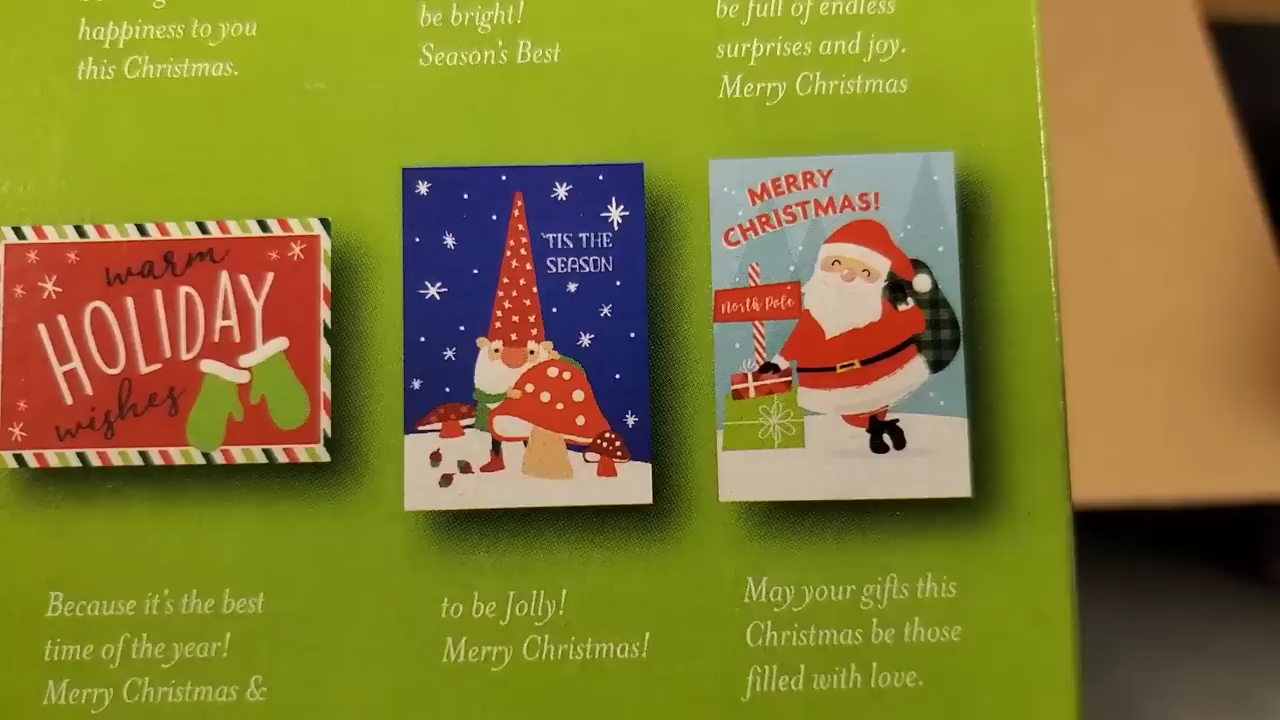 happiness to you
this Christmas.
be bright!
Season's Best
be full of endless
surprises and joy.
Merry Christmas
warm
HOLIDAY
wishes
'TIS THE
SEASON
MERRY
CHRISTMAS!
North Pole
Because it's the best
time of the year!
Merry Christmas &
to be Jolly!
Merry Christmas!
May your gifts this
Christmas be those
filled with love.